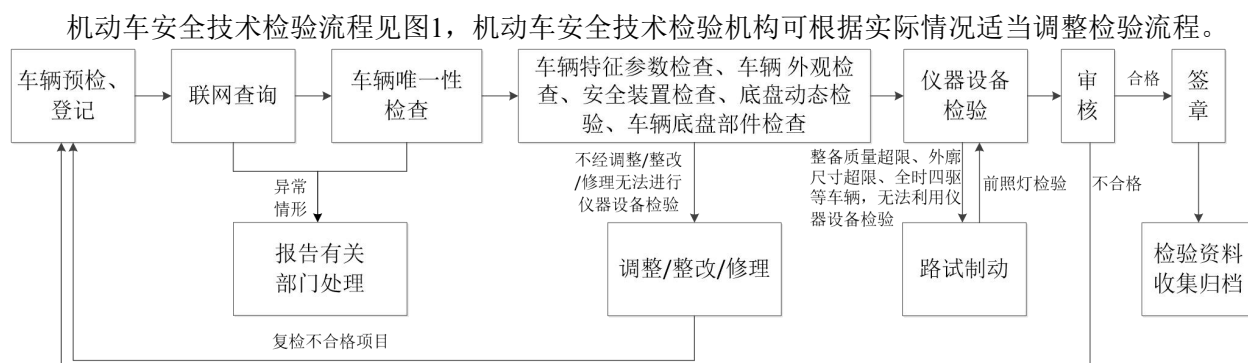 机动车安全技术检验流程见图1，机动车安全技术检验机构可根据实际情况适当调整检验流程。
车辆预检、
登记
联网查询
车辆唯一性
检查
车辆特征参数检查、车辆 外观检
查、安全装置检查、底盘动态检
验、车辆底盘部件检查
仪器设备
检验
审
核
合格
签
章
异常
情形
不经调整/整改
/修理无法进行
仪器设备检验
整备质量超限、外廓
尺寸超限、全时四驱
等车辆，无法利用仪
器设备检验
前照灯检验
不合格
报告有关
部门处理
调整/整改/修理
路试制动
检验资料
收集归档
复检不合格项目